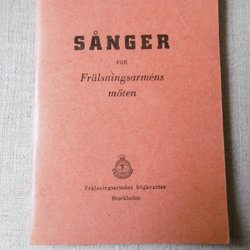 SÅNGER
FÖR
Frälsningsarméns
möten
Frälsningsarméns högkvarter
Stockholm